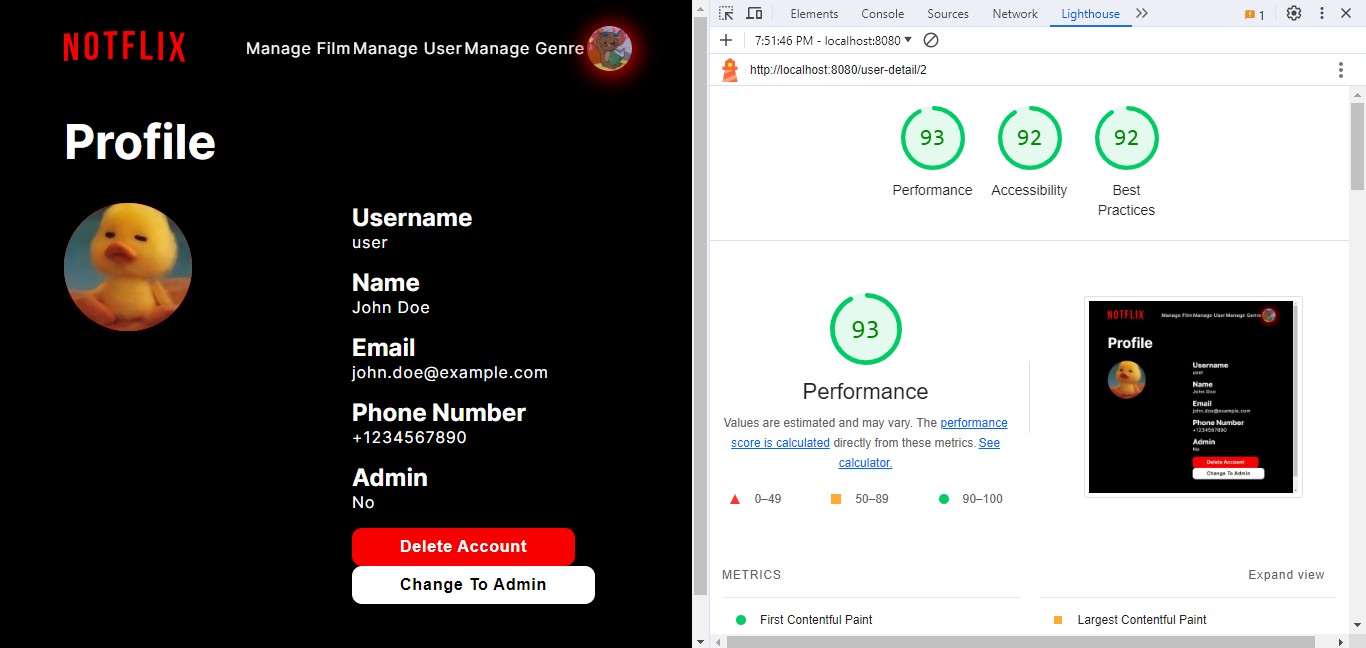 NOTFLIX
Manage Film Manage User Manage Genre
Profile
Username
user
Name
John Doe
Email
john.doe@example.com
Phone Number
+1234567890
Admin
No
Delete Account
Change To Admin
Elements Console Sources Network Lighthouse 1
7:51:46 PM - localhost:8080
http://localhost:8080/user-detail/2
93 92 92
Performance Accessibility Best
Practices
93
Performance
Values are estimated and may vary. The performance
score is calculated directly from these metrics. See
calculator.
0–49 50–89 90–100
NOTFLIX
Manage Film Manage User Manage Genre
Profile
Username
user
Name
John Doe
Email
john.doe@example.com
Phone Number
+1234567890
Admin
No
Delete Account
Change To Admin
METRICS Expand view
First Contentful Paint Largest Contentful Paint